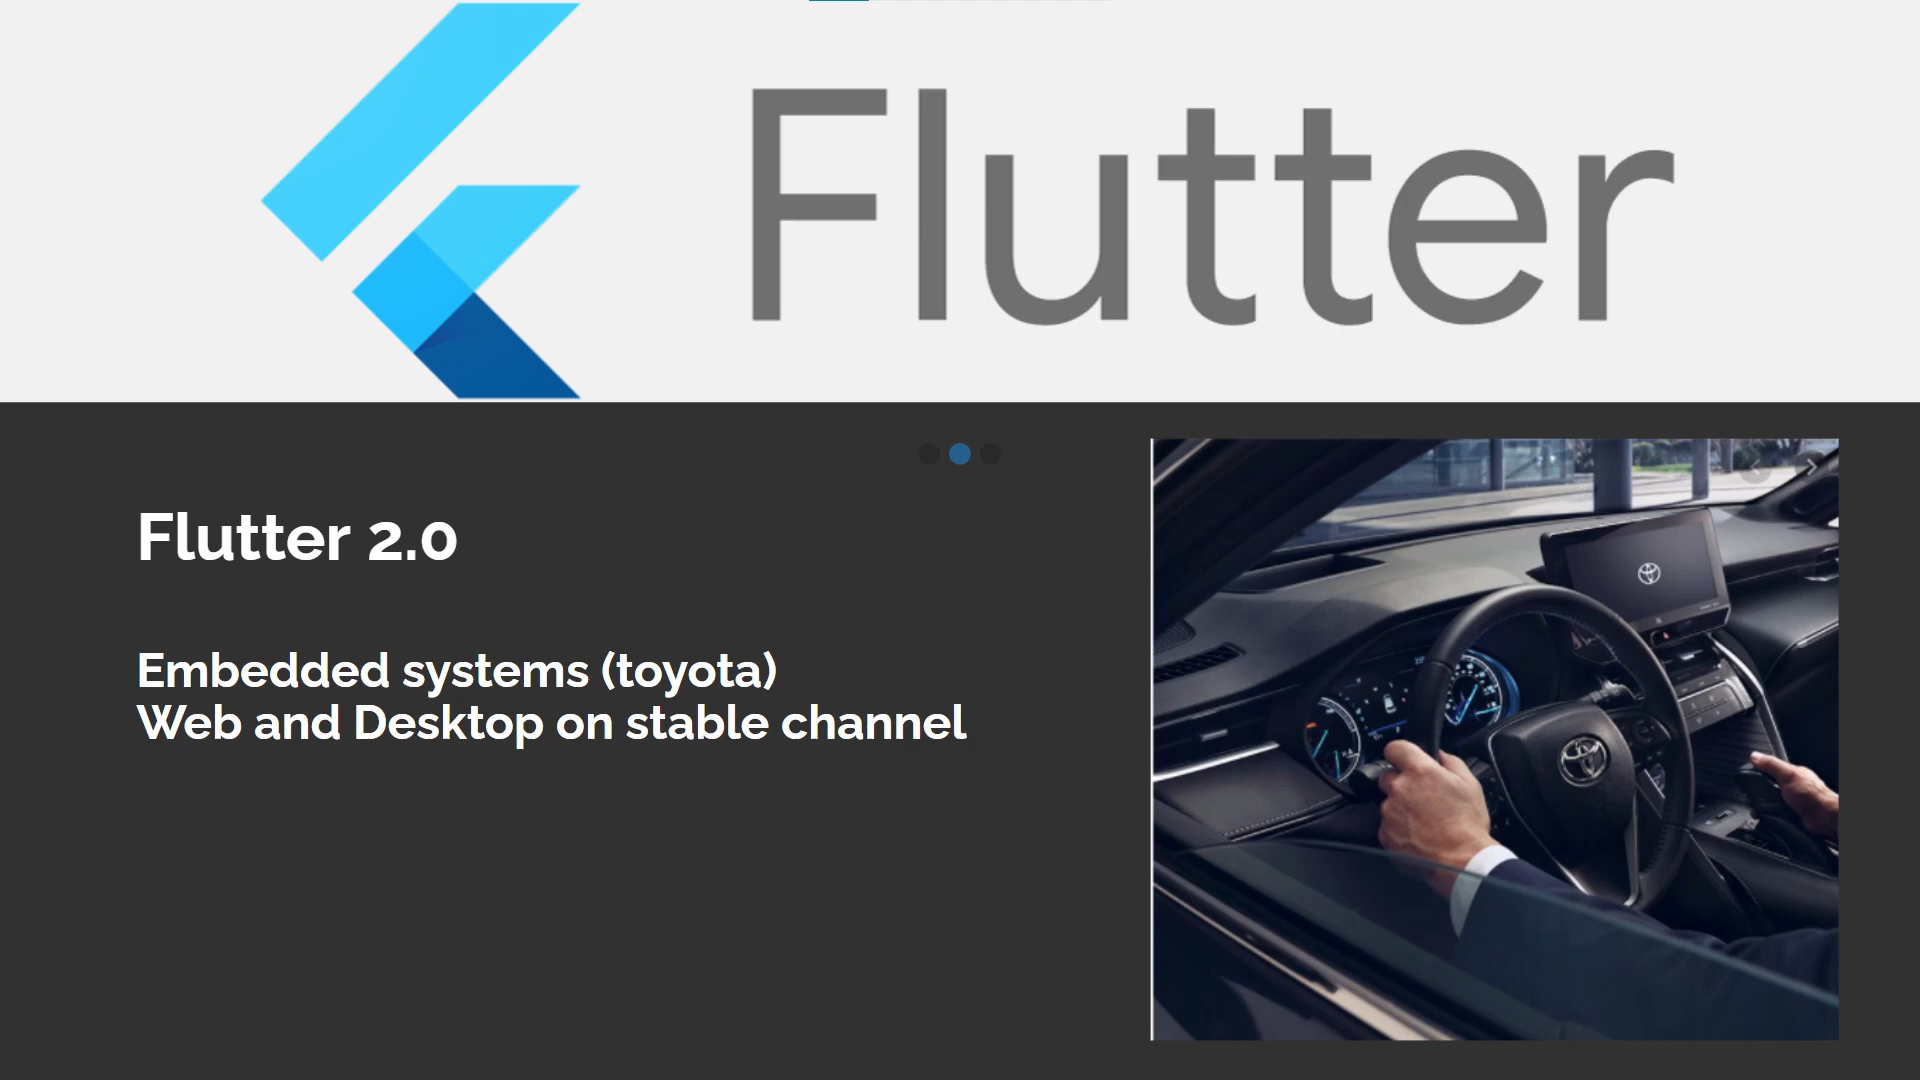 Flutter
Flutter 2.0
Embedded systems (toyota)
Web and Desktop on stable channel